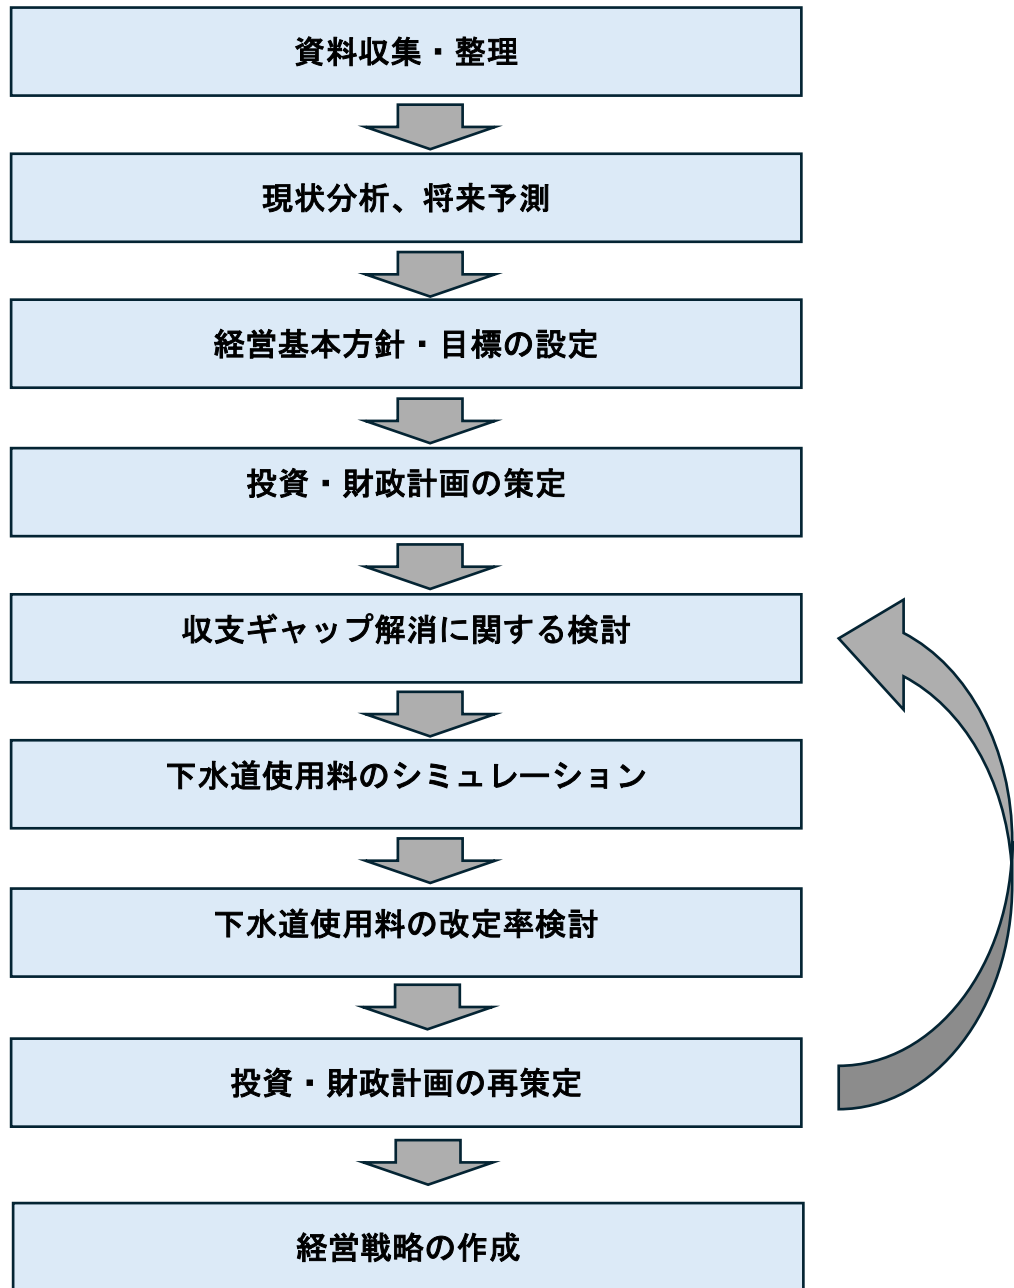 資料収集・整理
現状分析、将来予測
経営基本方針・目標の設定
投資・財政計画の策定
収支ギャップ解消に関する検討
下水道使用料のシミュレーション
下水道使用料の改定率検討
投資・財政計画の再策定
経営戦略の作成